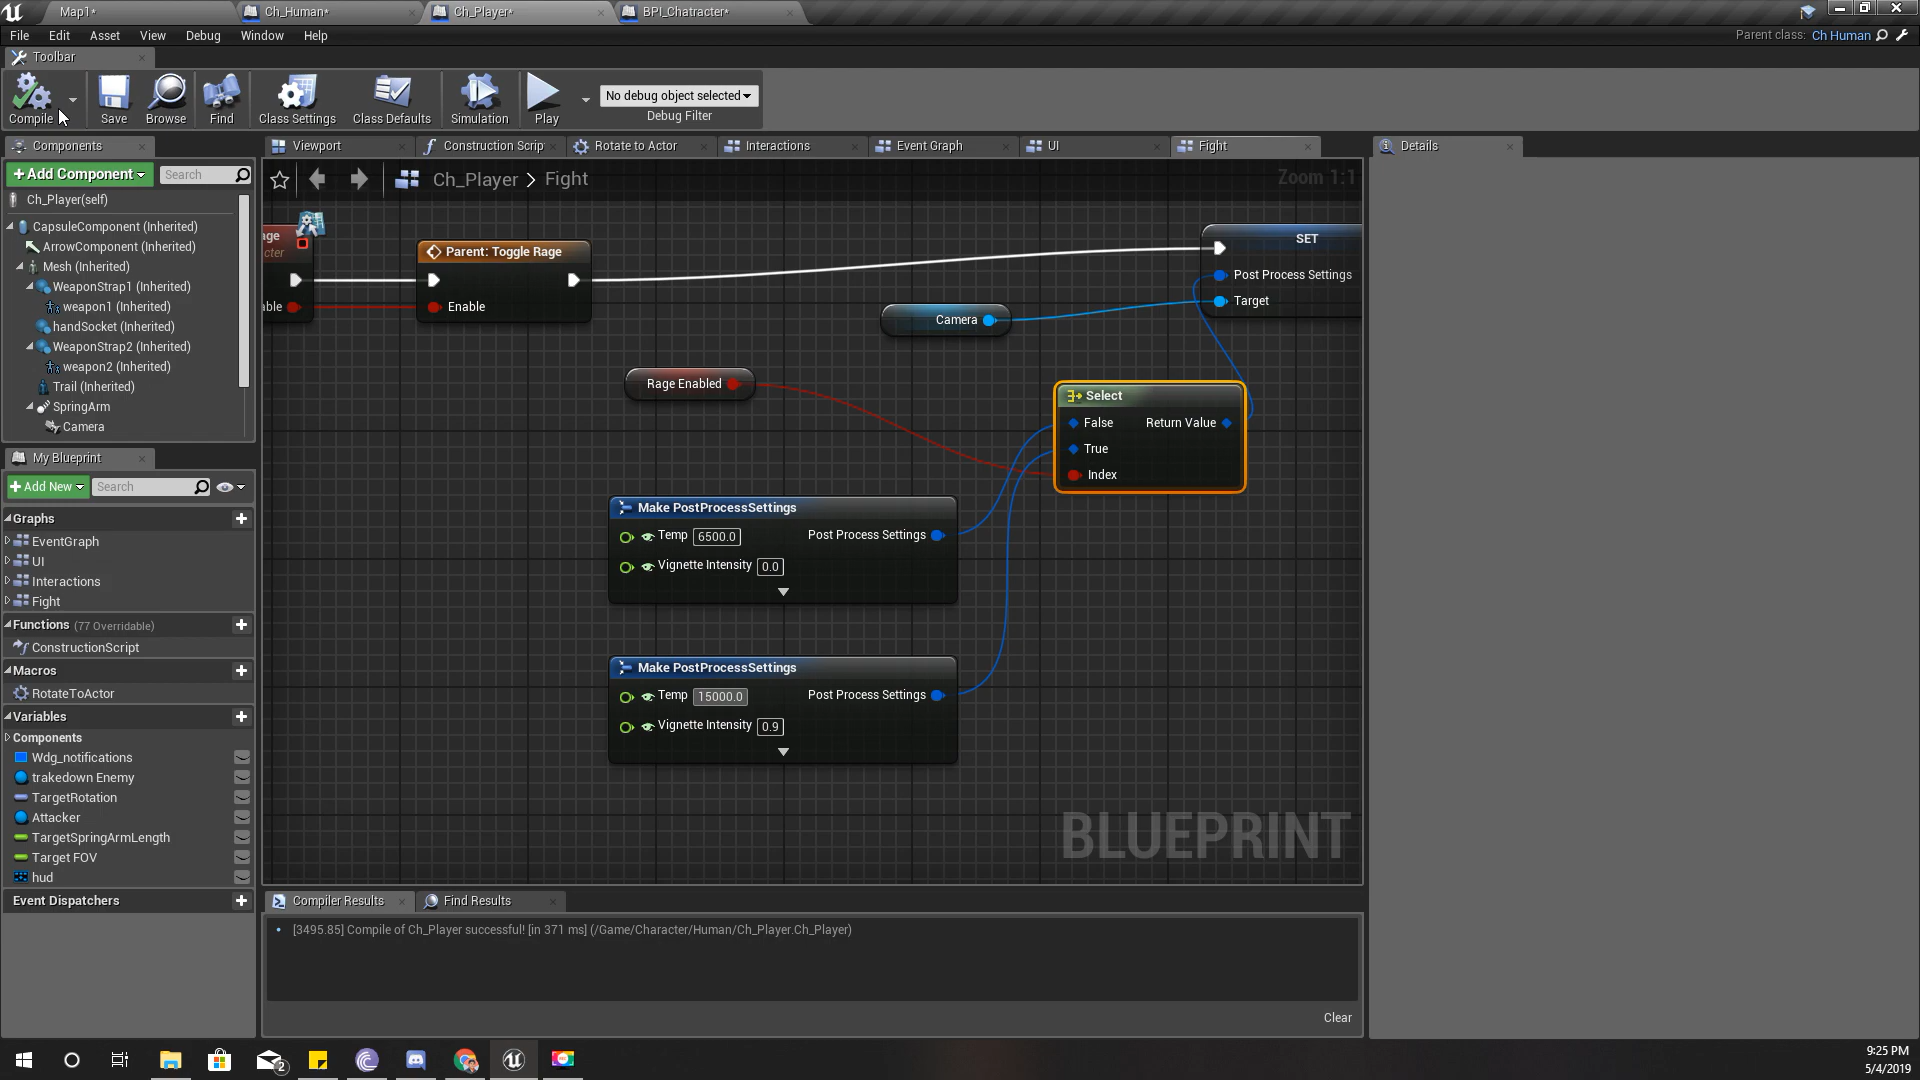 Map1*
Ch_Human*
Ch_Player*
BPI_Chatracter*
File Edit Asset View Debug Window Help
Parent class: Ch Human
Toolbar
Compile
Save
Browse
Find
Class Settings
Class Defaults
Simulation
Play
No debug object selected
Debug Filter
Components
+Add Component
Search
Ch_Player(self)
CapsuleComponent (Inherited)
ArrowComponent (Inherited)
Mesh (Inherited)
WeaponStrap1 (Inherited)
weapon1 (Inherited)
handSocket (Inherited)
WeaponStrap2 (Inherited)
weapon2 (Inherited)
Trail (Inherited)
SpringArm
Camera
My Blueprint
+Add New
Search
Graphs
EventGraph
UI
Interactions
Fight
Functions (77 Overridable)
ConstructionScript
Macros
RotateToActor
Variables
Components
Wdg_notifications
trakedown Enemy
TargetRotation
Attacker
TargetSpringArmLength
Target FOV
hud
Event Dispatchers
Viewport
Construction Scrip
Rotate to Actor
Interactions
Event Graph
UI
Fight
Details
Ch_Player > Fight
Zoom 1:1
age
cter
able
Parent: Toggle Rage
Enable
SET
Post Process Settings
Target
Camera
Rage Enabled
Select
False
Return Value
True
Index
Make PostProcessSettings
Temp 6500.0
Post Process Settings
Vignette Intensity 0.0
Make PostProcessSettings
Temp 15000.0
Post Process Settings
Vignette Intensity 0.9
BLUEPRINT
Compiler Results
Find Results
• [3495.85] Compile of Ch_Player successful! [in 371 ms] (/Game/Character/Human/Ch_Player.Ch_Player)
Clear
2
9:25 PM
5/4/2019